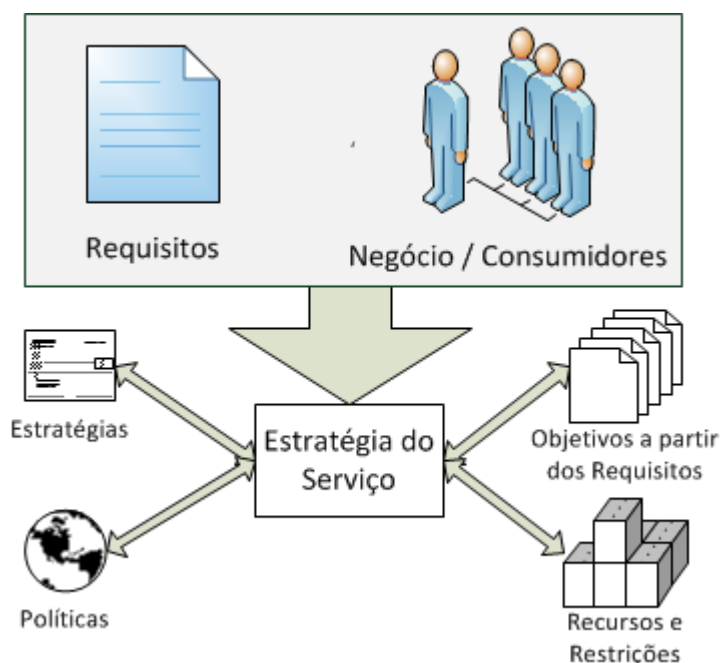 Requisitos
Negócio / Consumidores
Estratégias
Estratégia do
Serviço
Objetivos a partir
dos Requisitos
Políticas
Recursos e
Restrições